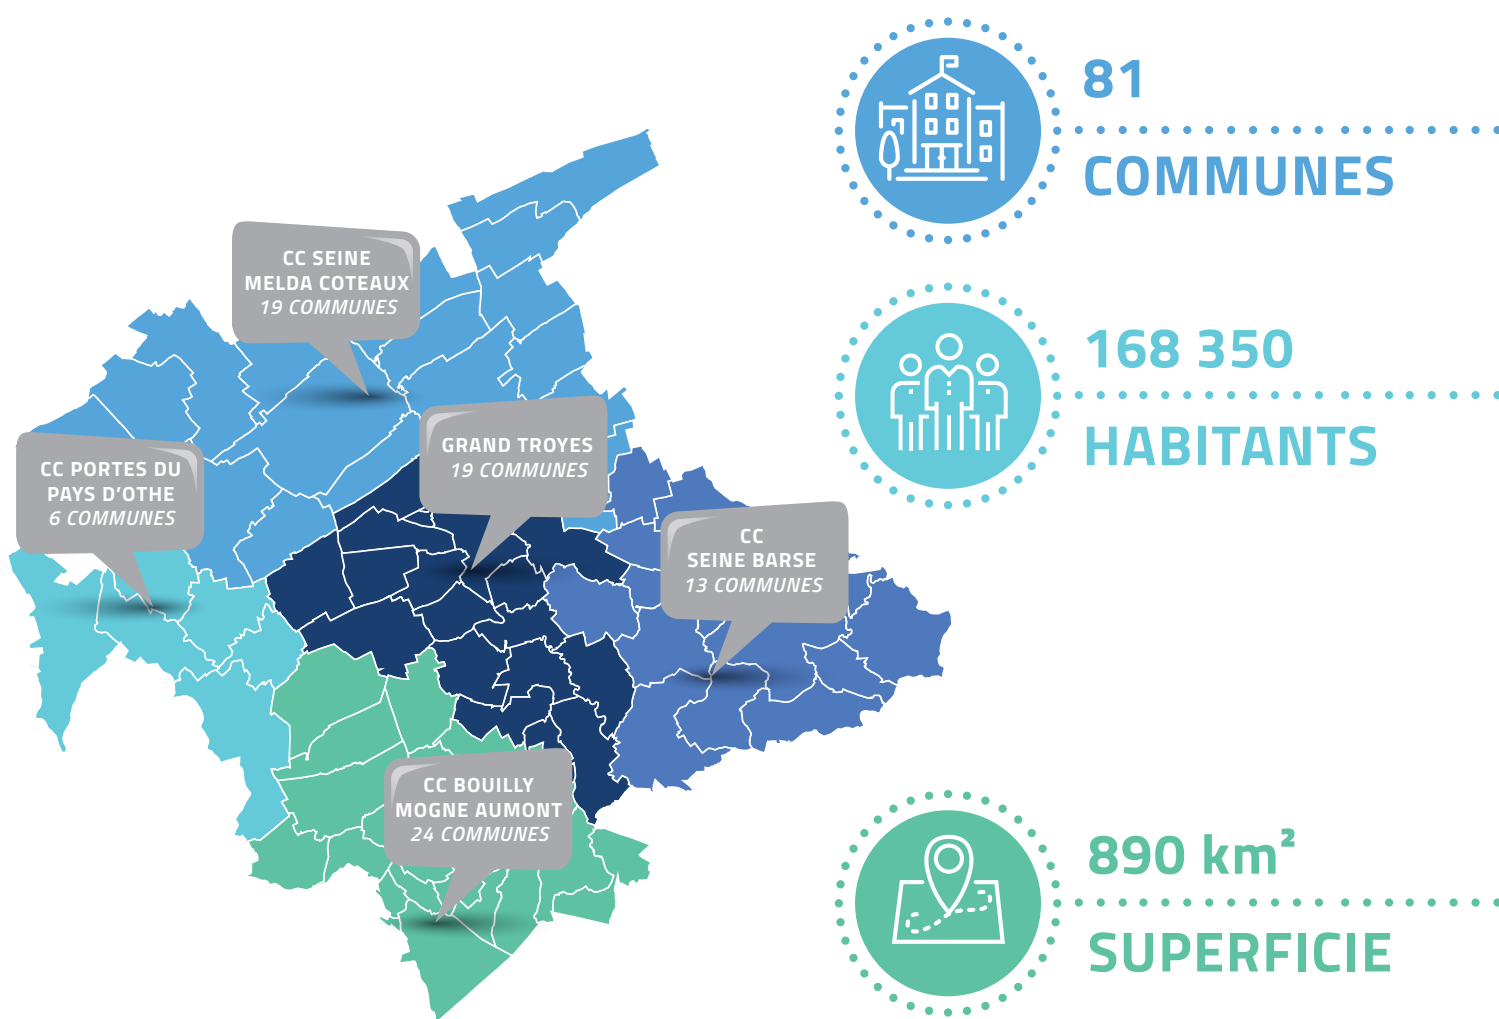 CC SEINE
MELDA COTEAUX
19 COMMUNES
GRAND TROYES
19 COMMUNES
CC PORTES DU
PAYS D'OTHE
6 COMMUNES
CC
SEINE BARSE
13 COMMUNES
CC BOUILLY
MOGNE AUMONT
24 COMMUNES
81
COMMUNES
168 350
HABITANTS
890 km²
SUPERFICIE